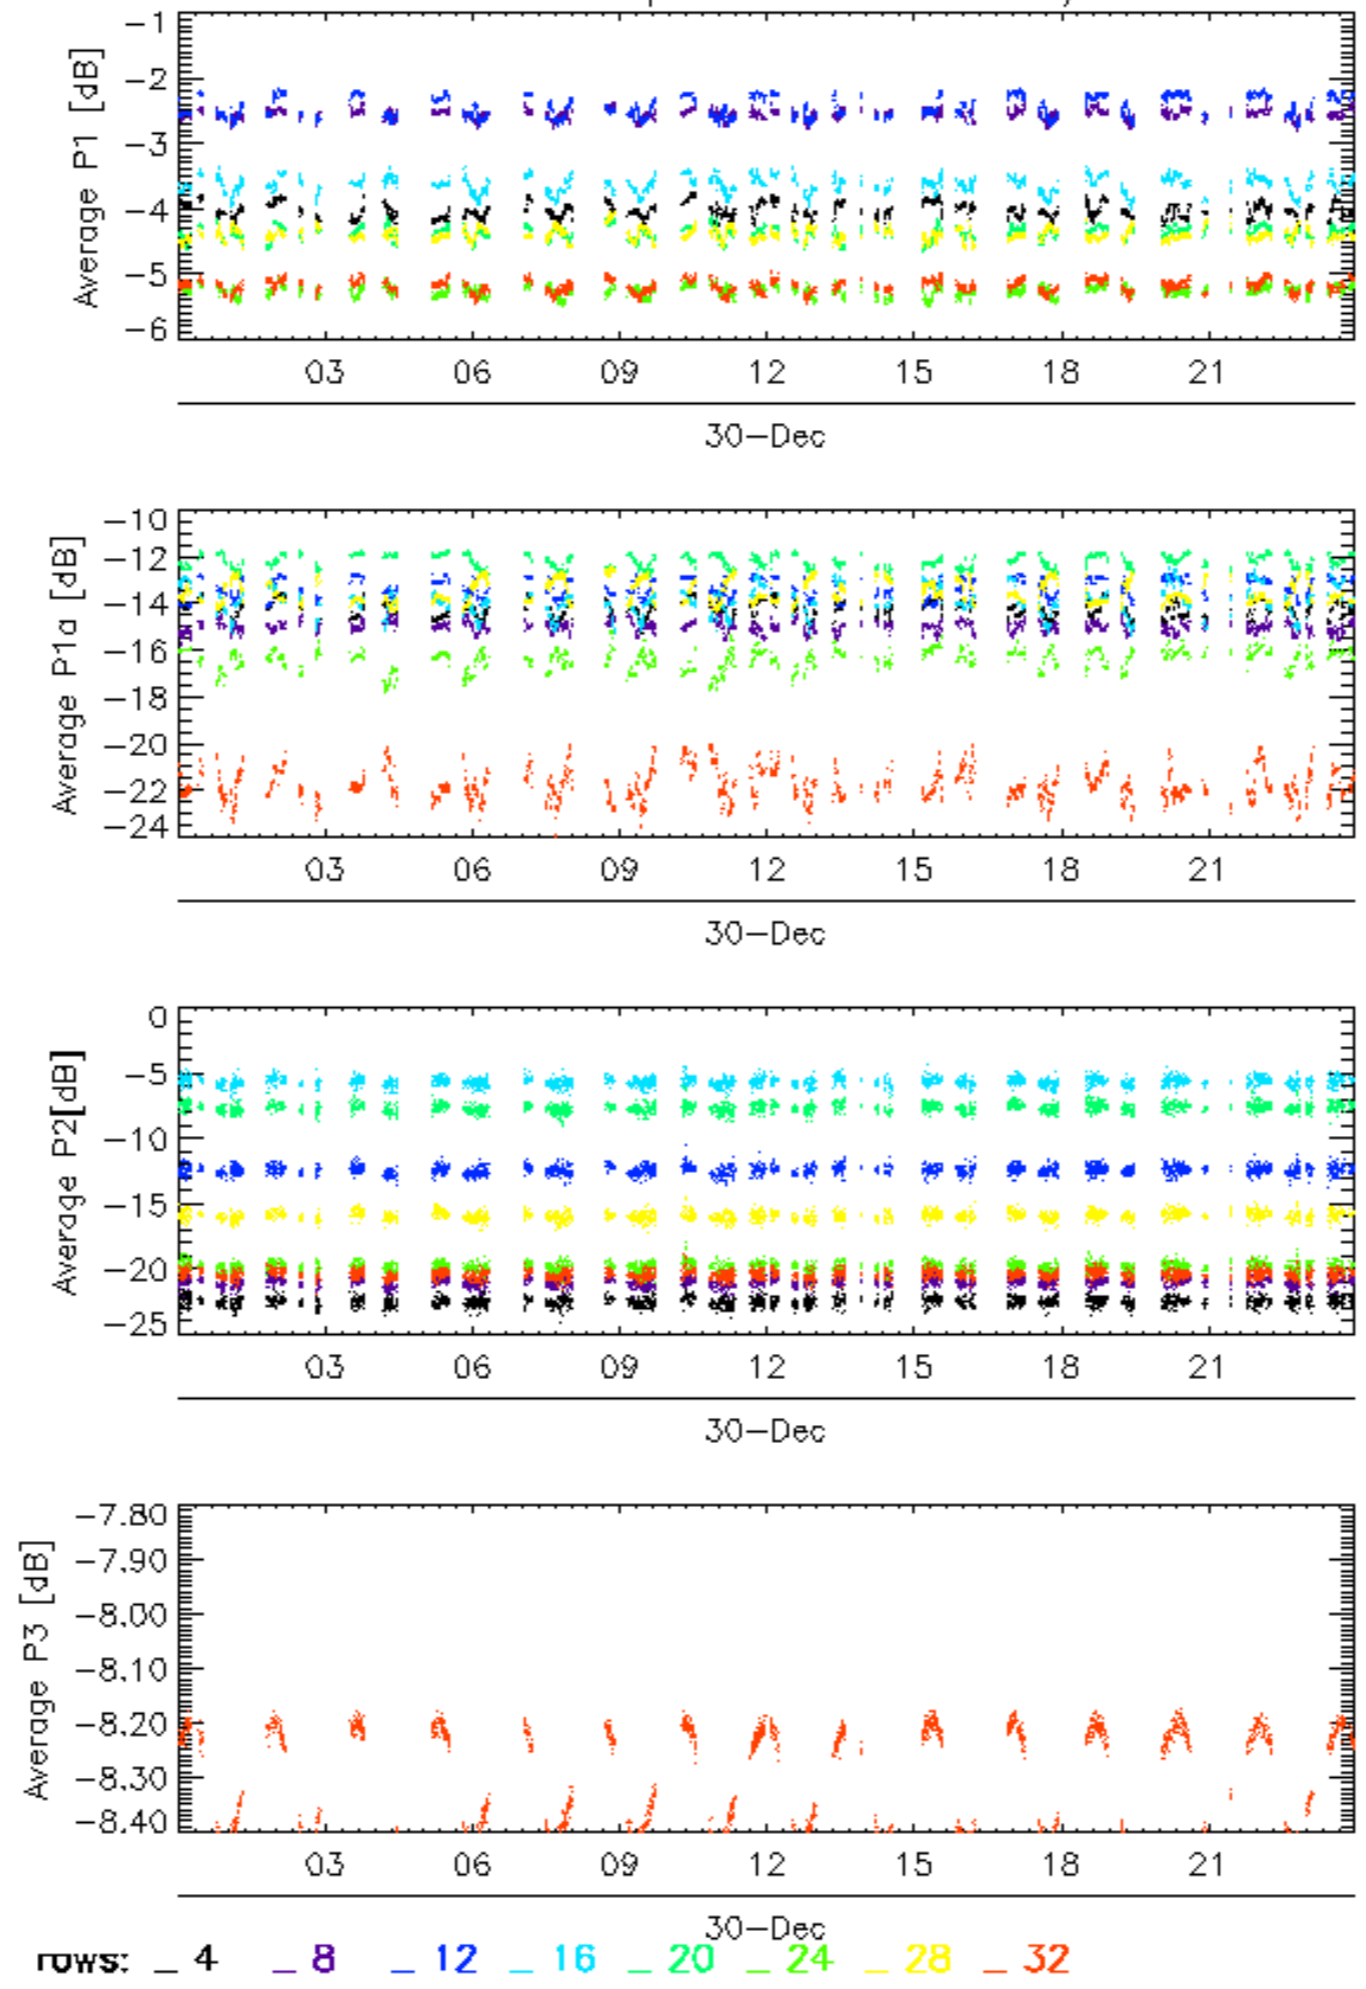 Average P1 [dB]
-1
-2
-3
-4
-5
-6
03 06 09 12 15 18 21
30-Dec
Average P1a [dB]
-10
-12
-14
-16
-18
-20
-22
-24
03 06 09 12 15 18 21
30-Dec
Average P2[dB]
0
-5
-10
-15
-20
-25
03 06 09 12 15 18 21
30-Dec
Average P3 [dB]
-7.80
-7.90
-8.00
-8.10
-8.20
-8.30
-8.40
03 06 09 12 15 18 21
30-Dec
rows: _ 4 _ 8 _ 12 _ 16 _ 20 _ 24 _ 28 _ 32